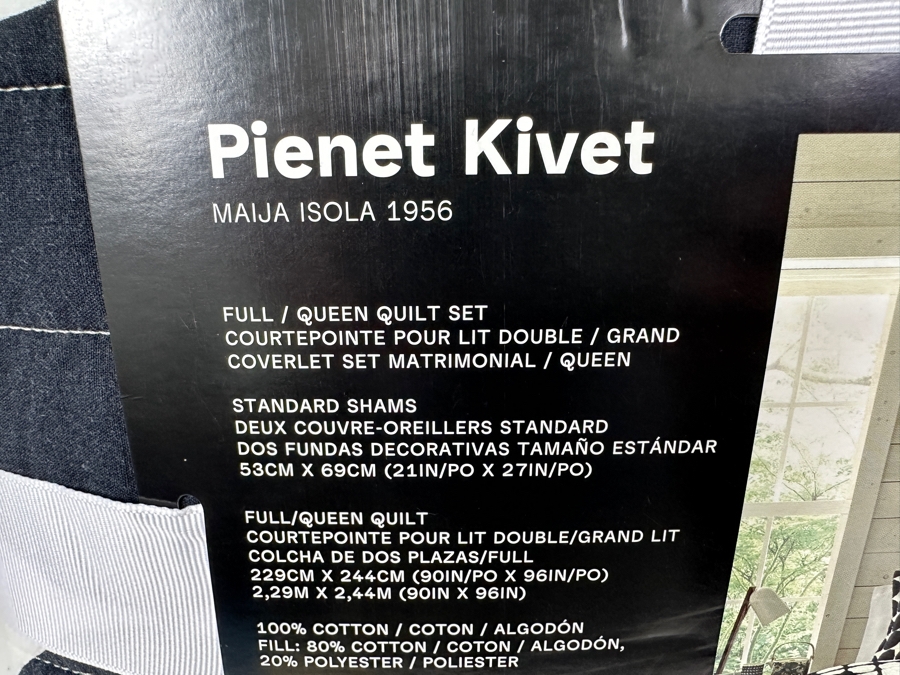 Pienet Kivet
MAIJA ISOLA 1956
FULL / QUEEN QUILT SET
COURTEPOINTE POUR LIT DOUBLE / GRAND
COVERLET SET MATRIMONIAL / QUEEN
STANDARD SHAMS
DEUX COUVRE-OREILLERS STANDARD
DOS FUNDAS DECORATIVAS TAMAÑO ESTÁNDAR
53CM X 69CM (21IN/PO X 27IN/PO)
FULL/QUEEN QUILT
COURTEPOINTE POUR LIT DOUBLE/GRAND LIT
COLCHA DE DOS PLAZAS/FULL
229CM X 244CM (90IN/PO X 96IN/PO)
2,29M X 2,44M (90IN X 96IN)
100% COTTON / COTON / ALGODÓN
FILL: 80% COTTON / COTON / ALGODÓN,
20% POLYESTER / POLIESTER